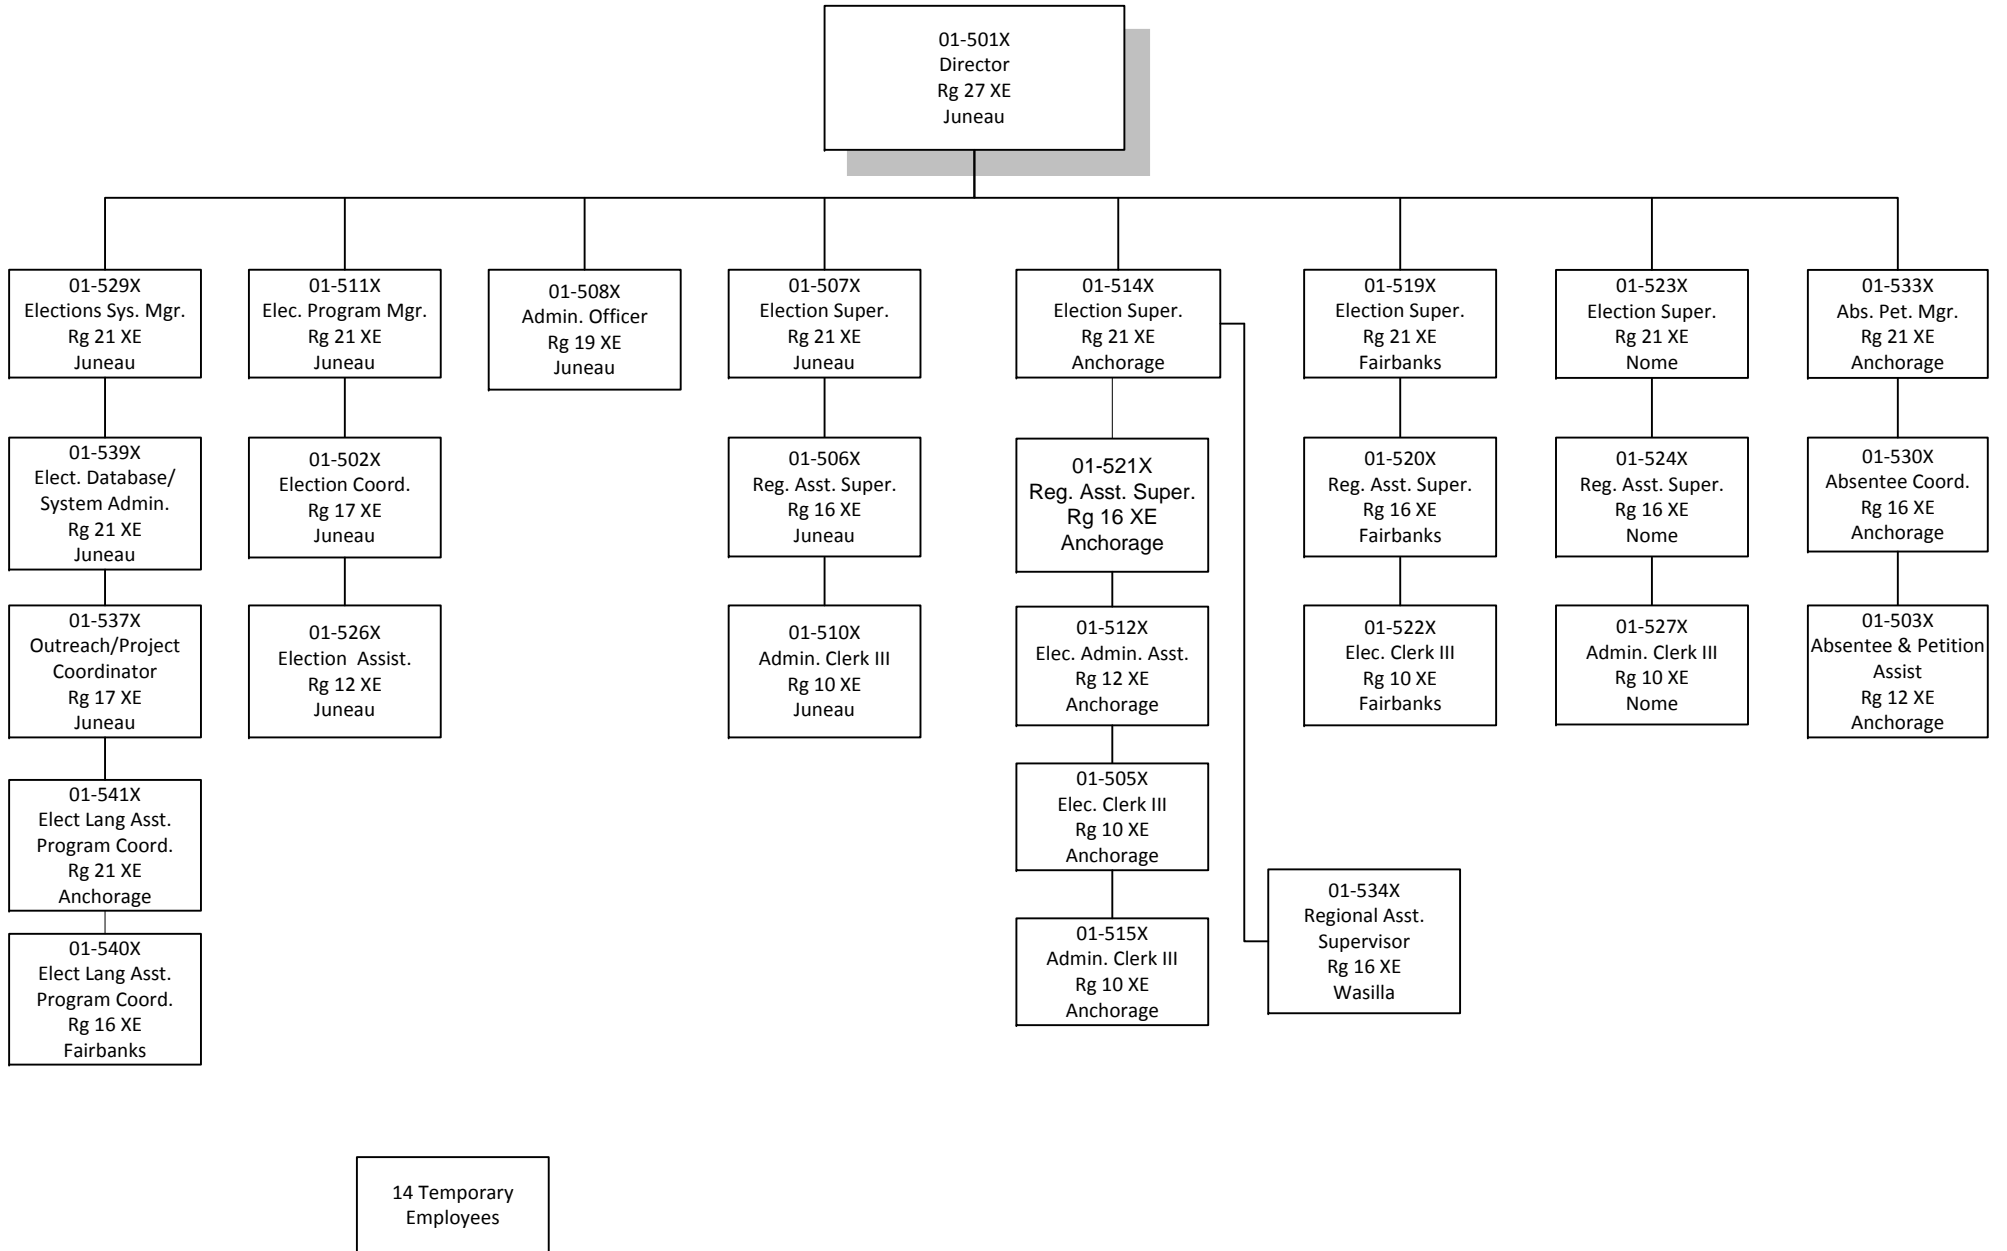 01-501X
Director
Rg 27 XE
Juneau
01-529X
Elections Sys. Mgr.
Rg 21 XE
Juneau
01-511X
Elec. Program Mgr.
Rg 21 XE
Juneau
01-508X
Admin. Officer
Rg 19 XE
Juneau
01-507X
Election Super.
Rg 21 XE
Juneau
01-514X
Election Super.
Rg 21 XE
Anchorage
01-519X
Election Super.
Rg 21 XE
Fairbanks
01-523X
Election Super.
Rg 21 XE
Nome
01-533X
Abs. Pet. Mgr.
Rg 21 XE
Anchorage
01-539X
Elect. Database/
System Admin.
Rg 21 XE
Juneau
01-502X
Election Coord.
Rg 17 XE
Juneau
01-506X
Reg. Asst. Super.
Rg 16 XE
Juneau
01-521X
Reg. Asst. Super.
Rg 16 XE
Anchorage
01-520X
Reg. Asst. Super.
Rg 16 XE
Fairbanks
01-524X
Reg. Asst. Super.
Rg 16 XE
Nome
01-530X
Absentee Coord.
Rg 16 XE
Anchorage
01-537X
Outreach/Project
Coordinator
Rg 17 XE
Juneau
01-526X
Election Assist.
Rg 12 XE
Juneau
01-510X
Admin. Clerk III
Rg 10 XE
Juneau
01-512X
Elec. Admin. Asst.
Rg 12 XE
Anchorage
01-522X
Elec. Clerk III
Rg 10 XE
Fairbanks
01-527X
Admin. Clerk III
Rg 10 XE
Nome
01-503X
Absentee & Petition
Assist
Rg 12 XE
Anchorage
01-541X
Elect Lang Asst.
Program Coord.
Rg 21 XE
Anchorage
01-505X
Elec. Clerk III
Rg 10 XE
Anchorage
01-534X
Regional Asst.
Supervisor
Rg 16 XE
Wasilla
01-540X
Elect Lang Asst.
Program Coord.
Rg 16 XE
Fairbanks
01-515X
Admin. Clerk III
Rg 10 XE
Anchorage
14 Temporary
Employees